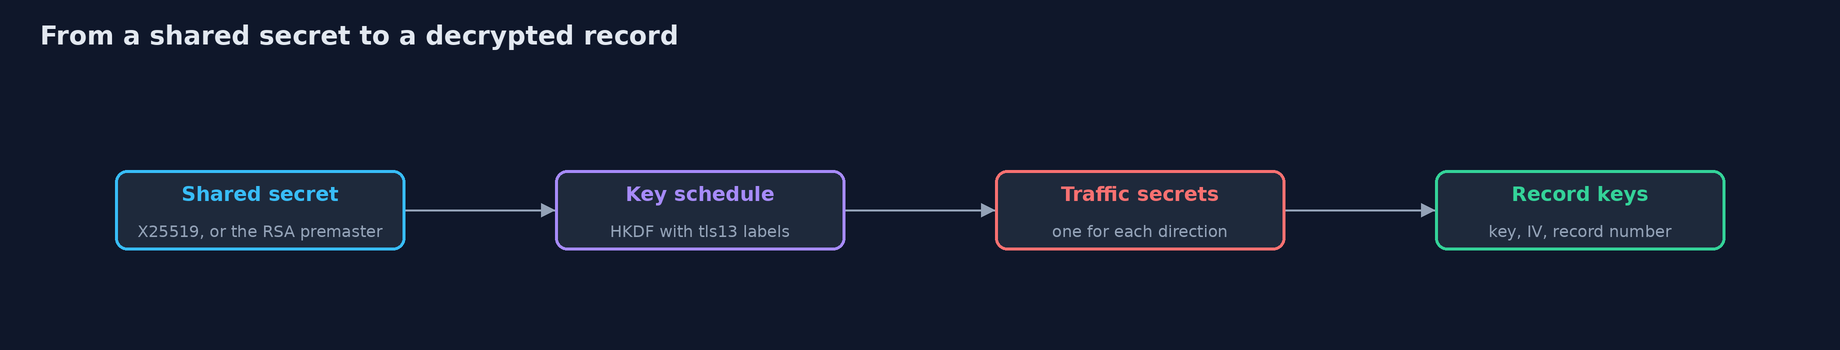 From a shared secret to a decrypted record
Shared secret
X25519, or the RSA premaster
Key schedule
HKDF with tls13 labels
Traffic secrets
one for each direction
Record keys
key, IV, record number